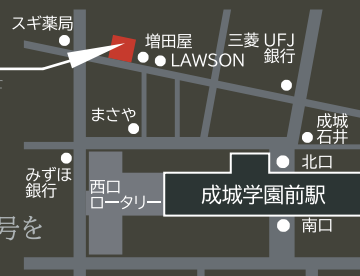 スギ薬局
増田屋
LAWSON
三菱 UFJ
銀行
まさや
成城
石井
みずほ
銀行
西口
ロータリー
北口
成城学園前駅
南口
号を